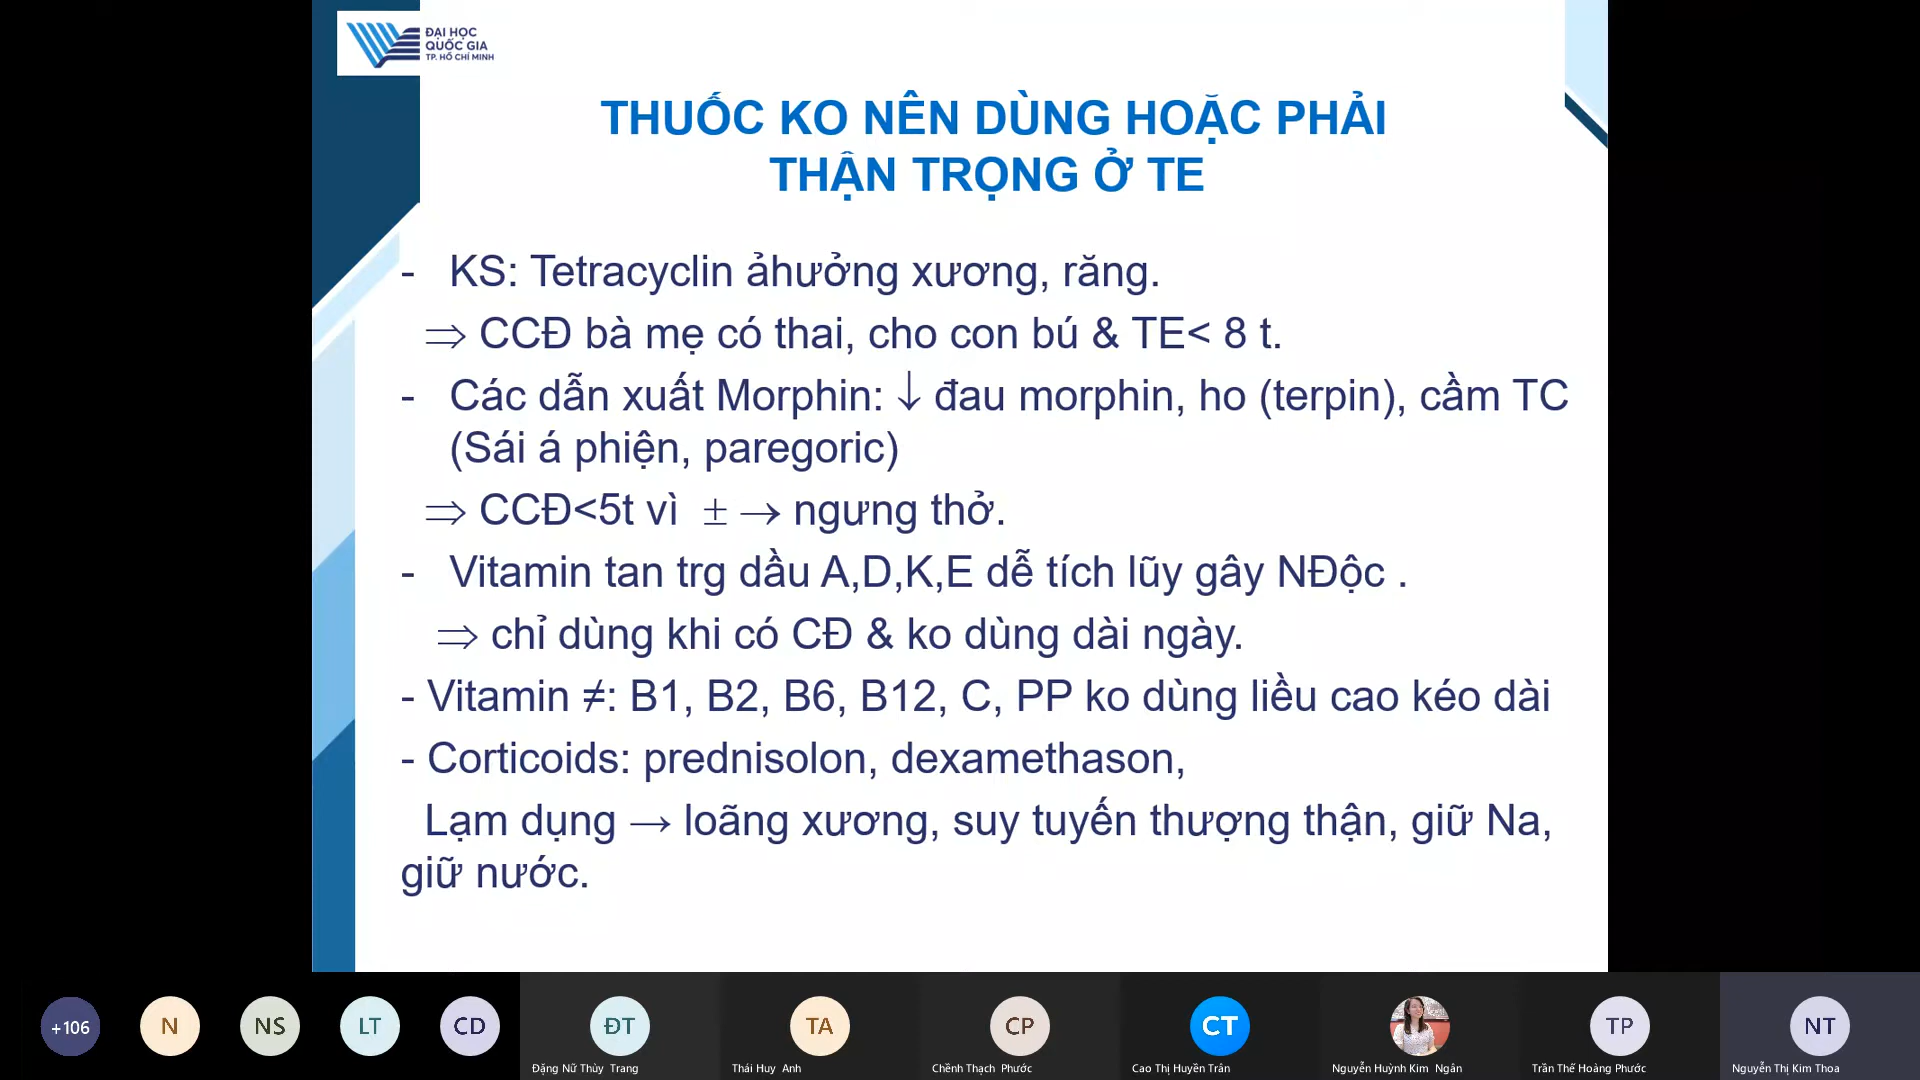 ĐẠI HỌC
QUỐC GIA
TP. HỒ CHÍ MINH
THUỐC KO NÊN DÙNG HOẶC PHẢI
THẬN TRỌNG Ở TE
- KS: Tetracyclin ảhưởng xương, răng.
⇒ CCĐ bà mẹ có thai, cho con bú & TE< 8 t.
- Các dẫn xuất Morphin: ↓ đau morphin, ho (terpin), cầm TC
(Sái á phiện, paregoric)
⇒ CCĐ<5t vì ± → ngưng thở.
- Vitamin tan trg dầu A,D,K,E dễ tích lũy gây NĐộc .
⇒ chỉ dùng khi có CĐ & ko dùng dài ngày.
- Vitamin ≠: B1, B2, B6, B12, C, PP ko dùng liều cao kéo dài
- Corticoids: prednisolon, dexamethason,
Lạm dụng → loãng xương, suy tuyến thượng thận, giữ Na,
giữ nước.
+106 N NS LT CD ĐT TA CP CT TP NT
Đặng Nữ Thùy Trang Thái Huy Anh Chềnh Thạch Phước Cao Thị Huyền Trân Nguyễn Huỳnh Kim Ngân Trần Thế Hoàng Phước Nguyễn Thị Kim Thoa